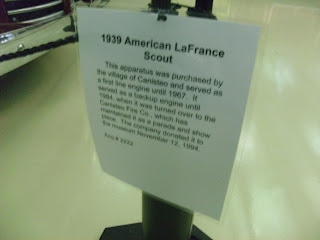 1939 American LaFrance
Scout
This apparatus was purchased by
the village of Canisteo and served as
a first line engine until 1967. It
served as a backup engine until
1984, when it was turned over to the
Canisteo Fire Co., which has
maintained it as a parade and show
piece. The company donated it to
the museum November 12, 1994.